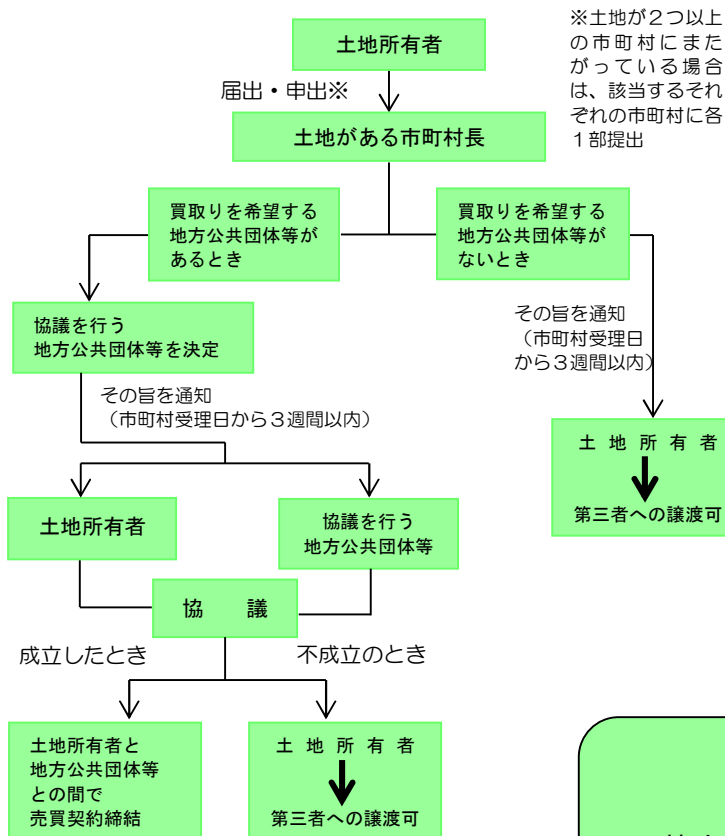 土地所有者
※土地が２つ以上
の市町村にまた
がっている場合
は、該当するそれ
ぞれの市町村に各
１部提出
届出・申出※
土地がある市町村長
買取りを希望する
地方公共団体等が
あるとき
買取りを希望する
地方公共団体等が
ないとき
協議を行う
地方公共団体等を決定
その旨を通知
（市町村受理日
から３週間以内）
その旨を通知
（市町村受理日から３週間以内）
土地所有者
第三者への譲渡可
土地所有者
協議を行う
地方公共団体等
協　議
成立したとき
不成立のとき
土地所有者と
地方公共団体等
との間で
売買契約締結
土地所有者
第三者への譲渡可